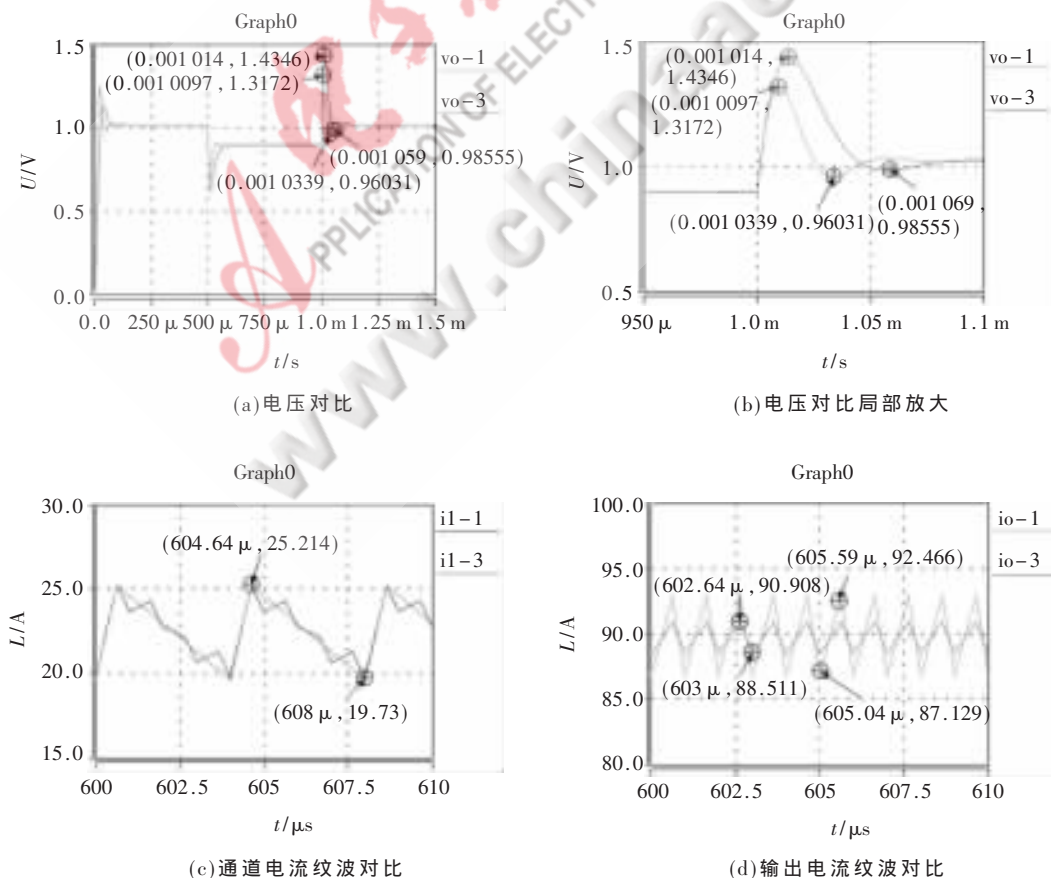 Graph0
1.5
1.0
0.5
0.0
U/V
(0.001 014 , 1.4346)
(0.001 0097 , 1.3172)
(0.001 059 , 0.98555)
(0.001 0339 , 0.96031)
vo-1
vo-3
0.0 250 μ 500 μ 750 μ 1.0 m 1.25 m 1.5 m
t/s
(a)电压对比
Graph0
1.5
1.0
0.5
U/V
(0.001 014 ,
1.4346)
(0.001 0097 ,
1.3172)
(0.001 0339 , 0.96031)
(0.001 069 ,
0.98555)
vo-1
vo-3
950 μ 1.0 m 1.05 m 1.1 m
t/s
(b)电压对比局部放大
Graph0
30.0
25.0
20.0
15.0
L/A
(604.64 μ , 25.214)
(608 μ , 19.73)
i1-1
i1-3
600 602.5 605 607.5 610
t/μs
(c)通道电流纹波对比
Graph0
100.0
95.0
90.0
85.0
80.0
L/A
(605.59 μ , 92.466)
(602.64 μ , 90.908)
(603 μ , 88.511)
(605.04 μ , 87.129)
io-1
io-3
600 602.5 605 607.5 610
t/μs
(d)输出电流纹波对比
APPLICATION OF ELECT
www.chinaa